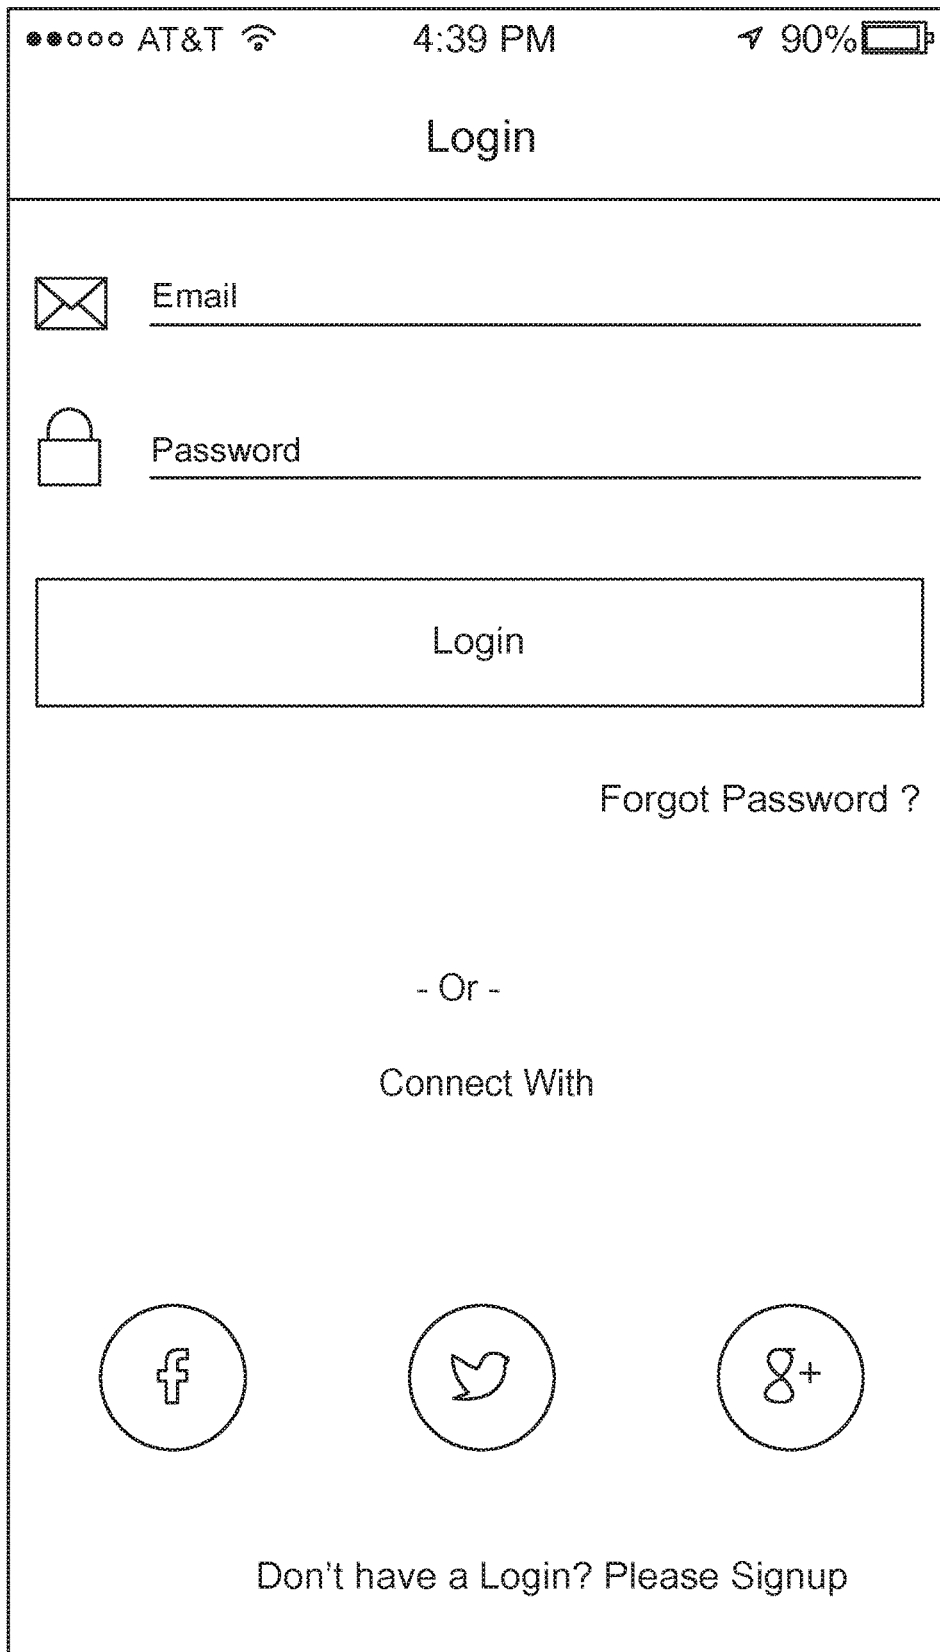 AT&T 4:39 PM 90%
Login
Email
Password
Login
Forgot Password ?
- Or -
Connect With
f g+
Don't have a Login? Please Signup